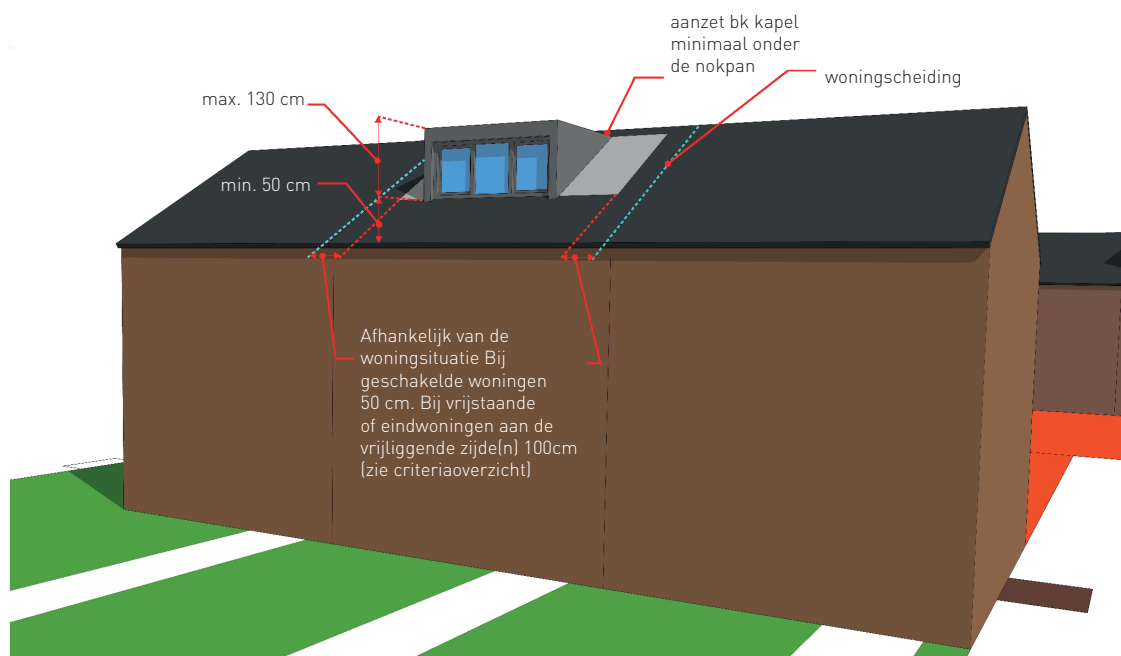 aanzet bk kapel
minimaal onder
de nokpan
woningscheiding
max. 130 cm
min. 50 cm
Afhankelijk van de
woningsituatie Bij
geschakelde woningen
50 cm. Bij vrijstaande
of eindwoningen aan de
vrijliggende zijde(n) 100cm
(zie criteriaoverzicht)